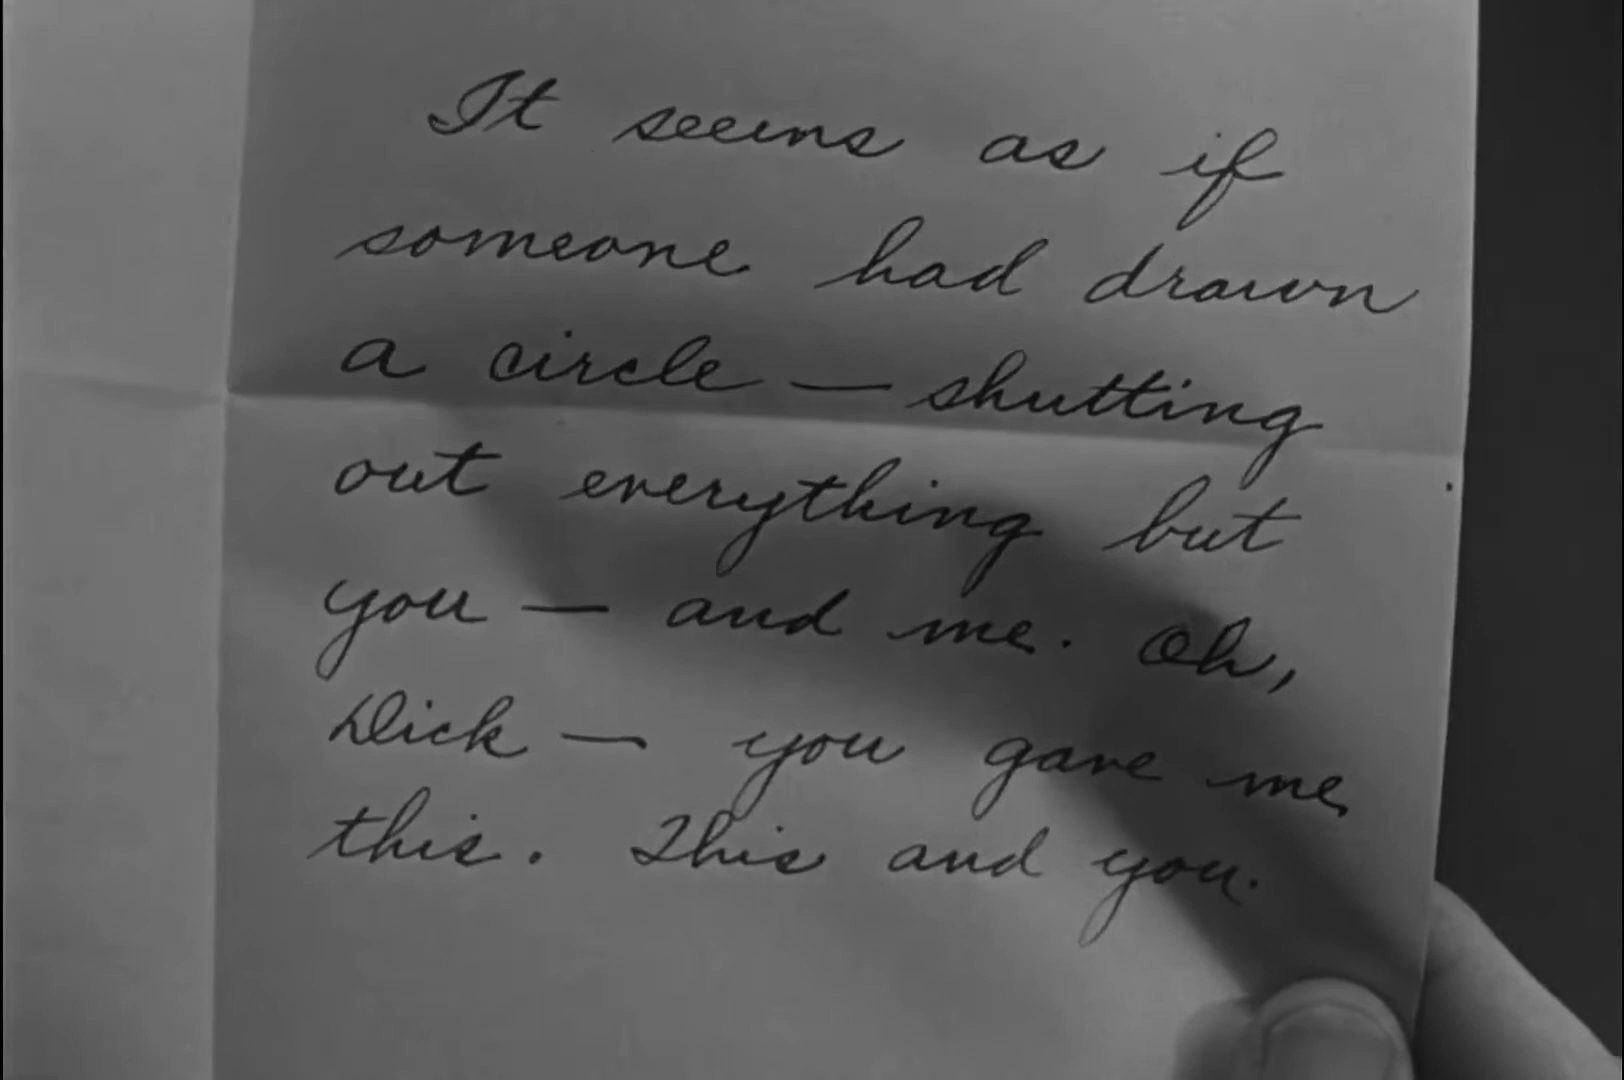 It seems as if
someone had drawn
a circle — shutting
out everything but
you — and me. Oh,
Dick — you gave me
this. This and you.